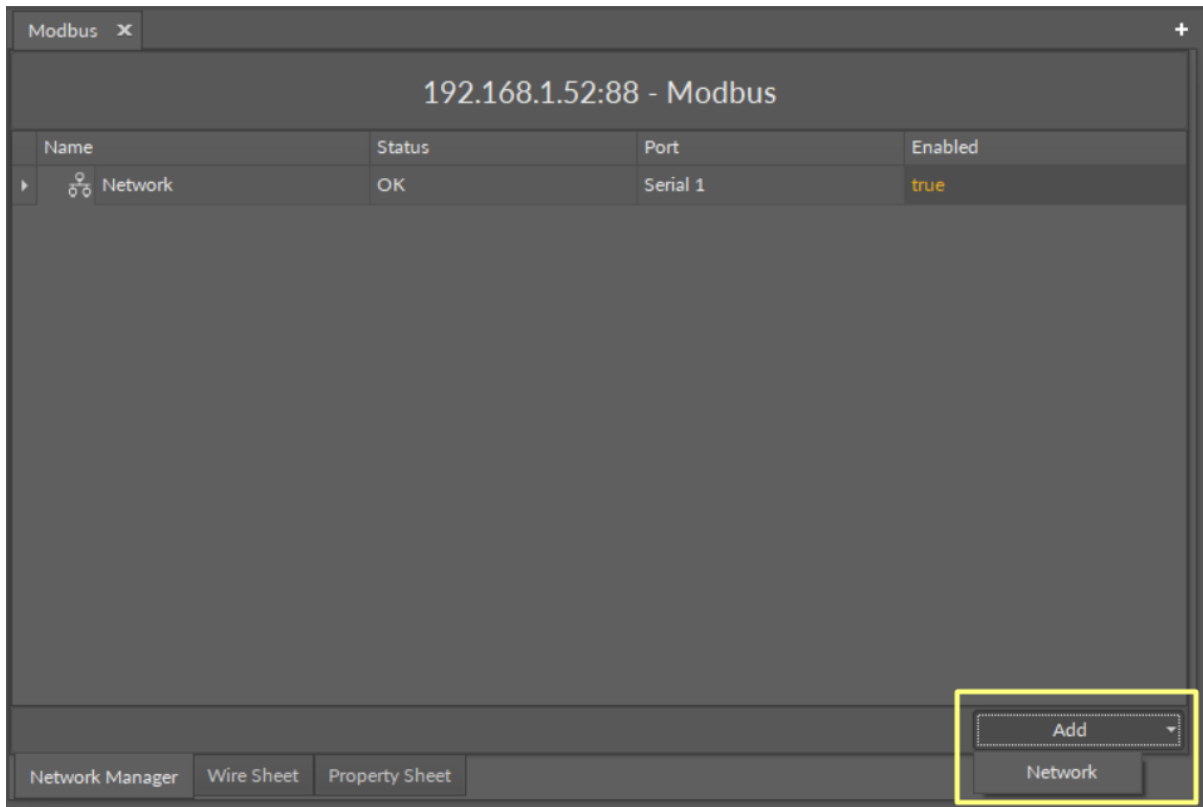 Modbus
192.168.1.52:88 - Modbus
Name Status Port Enabled
Network OK Serial 1 true
Add
Network Manager Wire Sheet Property Sheet Network